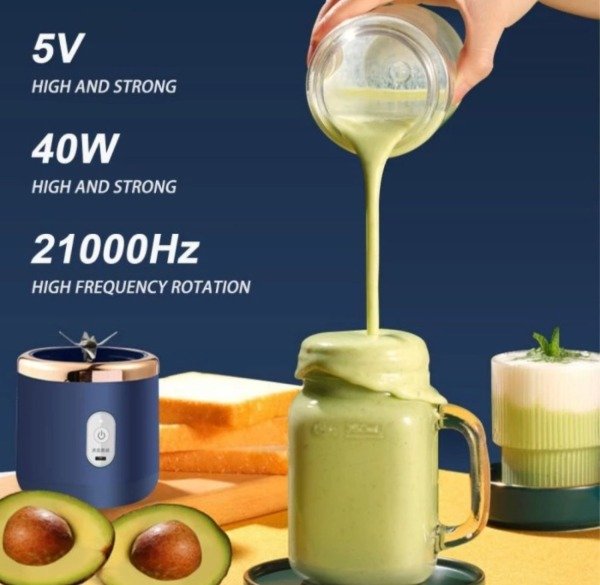 5V
HIGH AND STRONG
40W
HIGH AND STRONG
21000Hz
HIGH FREQUENCY ROTATION